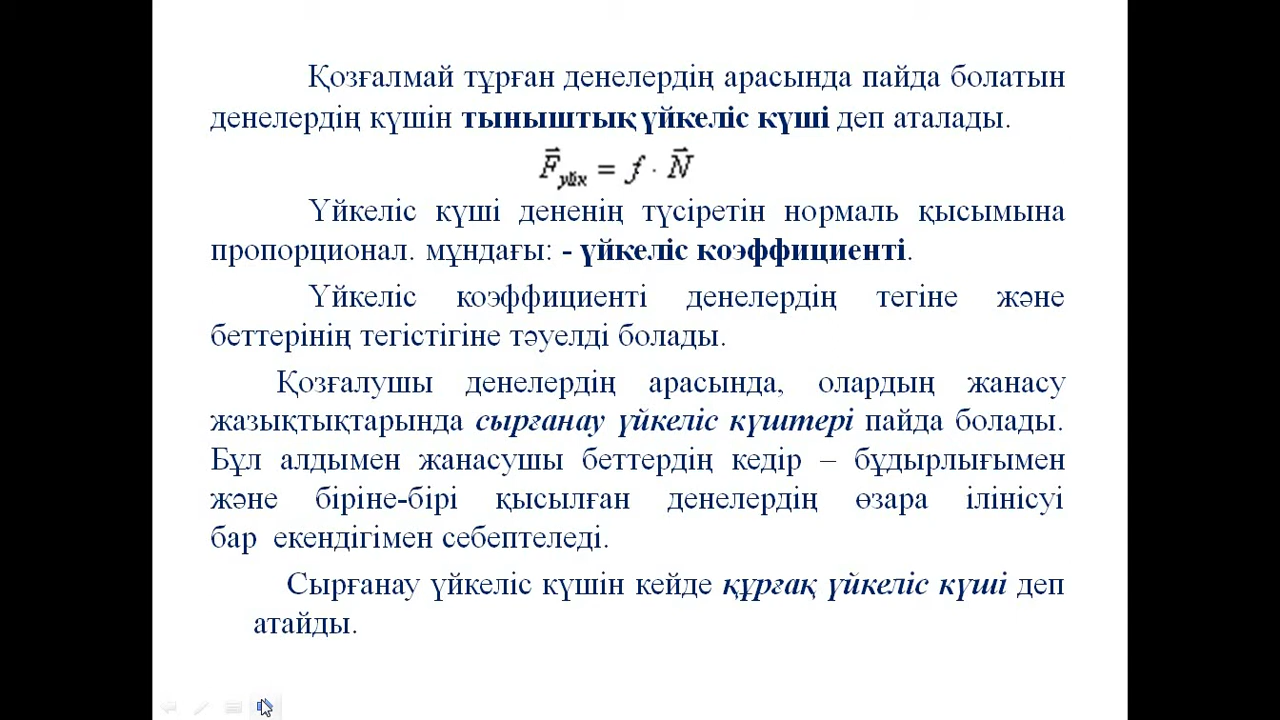 Қозғалмай тұрған денелердің арасында пайда болатын
денелердің күшін тыныштық үйкеліс күші деп аталады.
F⃗үйк = f · N⃗
Үйкеліс күші дененің түсіретін нормаль қысымына
пропорционал. мұндағы: - үйкеліс коэффициенті.
Үйкеліс коэффициенті денелердің тегіне және
беттерінің тегістігіне тәуелді болады.
Қозғалушы денелердің арасында, олардың жанасу
жазықтықтарында сырғанау үйкеліс күштері пайда болады.
Бұл алдымен жанасушы беттердің кедір – бұдырлығымен
және біріне-бірі қысылған денелердің өзара ілінісуі
бар екендігімен себептеледі.
Сырғанау үйкеліс күшін кейде құрғақ үйкеліс күші деп
атайды.